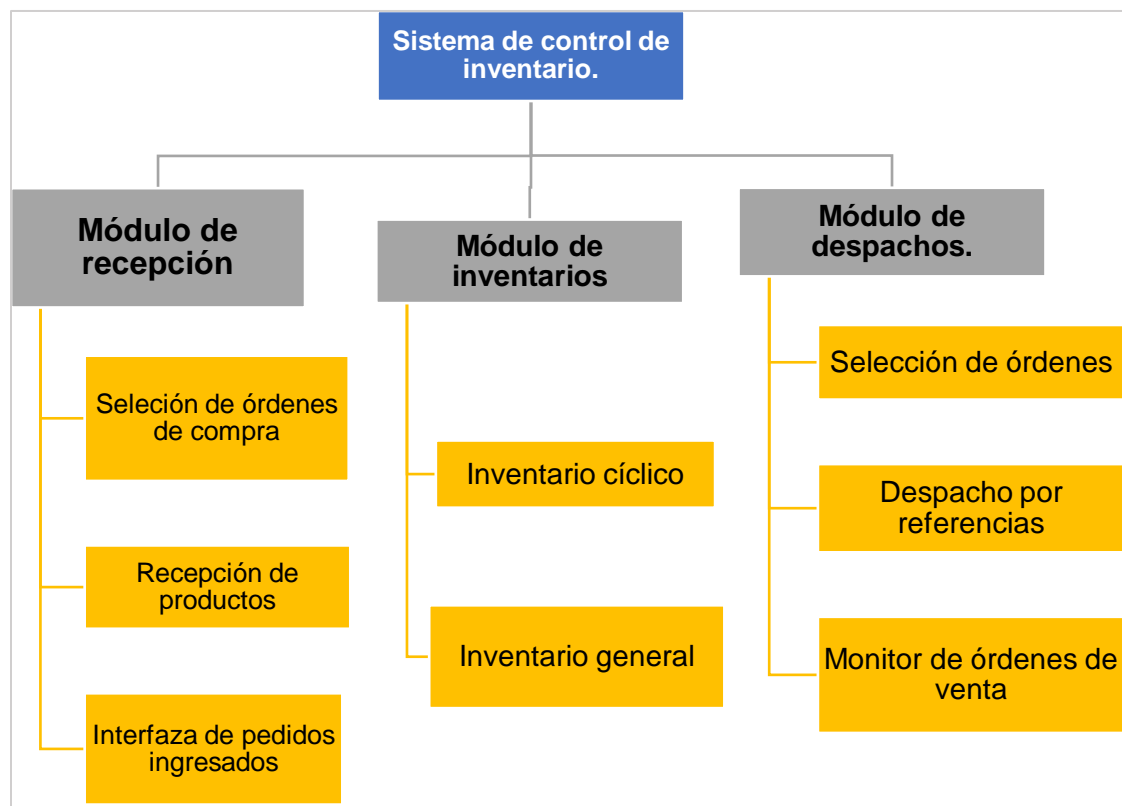 Sistema de control de
inventario.
Módulo de
recepción
Seleción de órdenes
de compra
Recepción de
productos
Interfaza de pedidos
ingresados
Módulo de
inventarios
Inventario cíclico
Inventario general
Módulo de
despachos.
Selección de órdenes
Despacho por
referencias
Monitor de órdenes de
venta